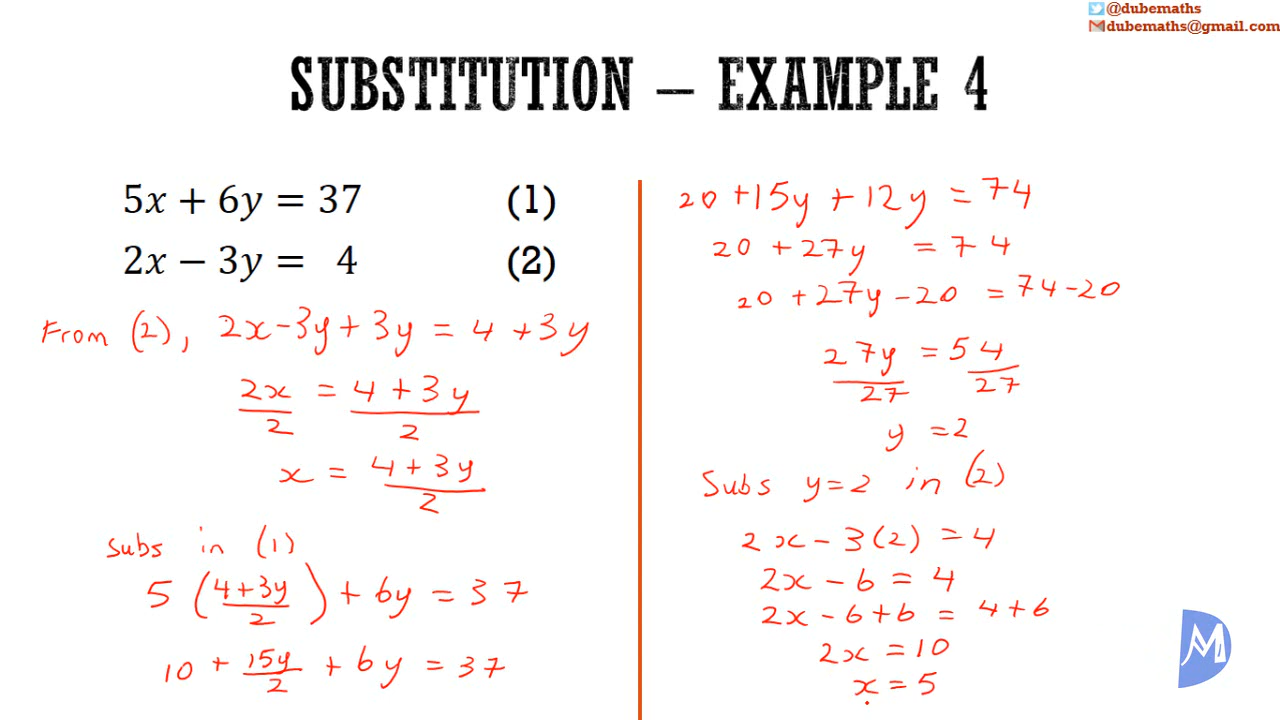 @dubemaths
dubemaths@gmail.com
SUBSTITUTION – EXAMPLE 4
5x + 6y = 37 (1)
2x − 3y = 4 (2)
From (2), 2x-3y+3y = 4 +3y
2x/2 = (4+3y)/2
x = (4+3y)/2
Subs in (1)
5 ((4+3y)/2) + 6y = 37
10 + 15y/2 + 6y = 37
20 +15y + 12y = 74
20 + 27y = 74
20 + 27y - 20 = 74-20
27y/27 = 54/27
y = 2
Subs y=2 in (2)
2x - 3(2) = 4
2x - 6 = 4
2x - 6+6 = 4+6
2x = 10
x = 5
M